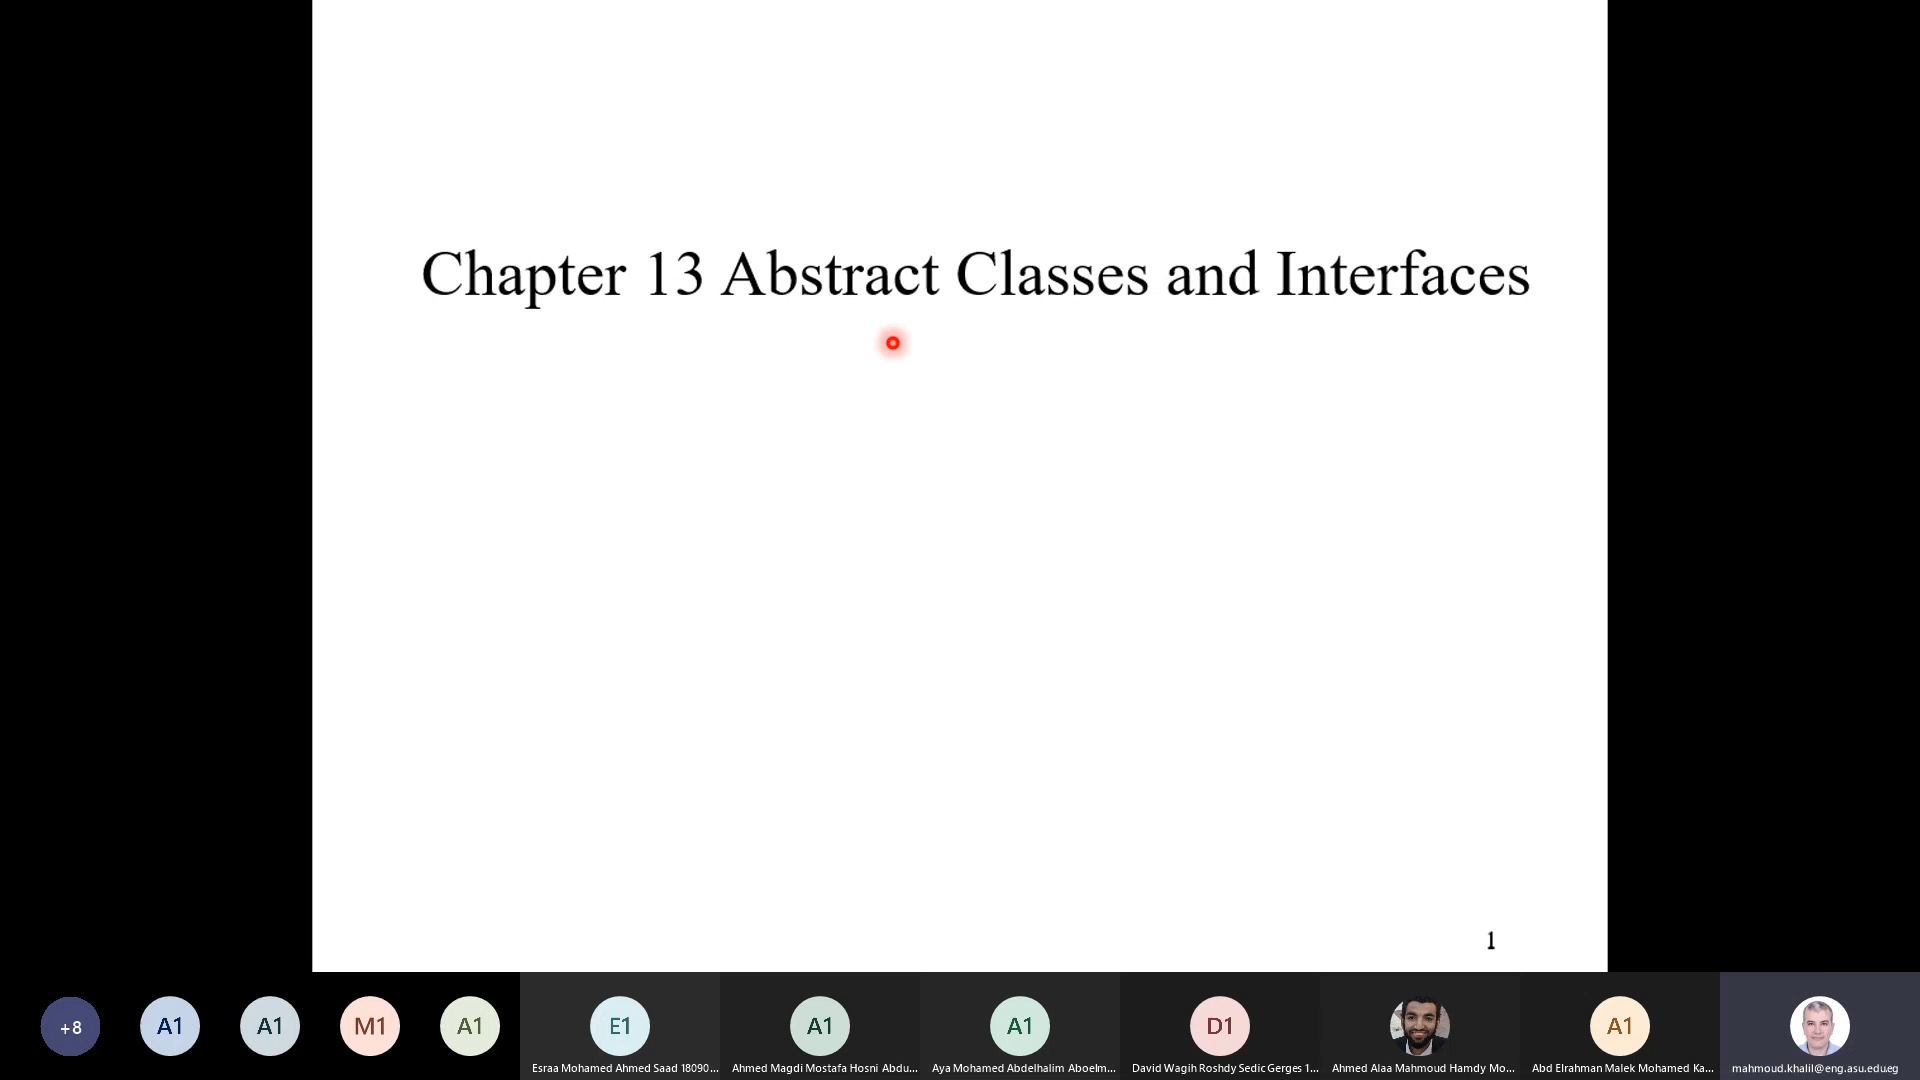 Chapter 13 Abstract Classes and Interfaces
1
+8
A1
A1
M1
A1
E1
A1
A1
D1
A1
Esraa Mohamed Ahmed Saad 18090...
Ahmed Magdi Mostafa Hosni Abdu...
Aya Mohamed Abdelhalim Aboelm...
David Wagih Roshdy Sedic Gerges 1...
Ahmed Alaa Mahmoud Hamdy Mo...
Abd Elrahman Malek Mohamed Ka...
mahmoud.khalil@eng.asu.edu.eg